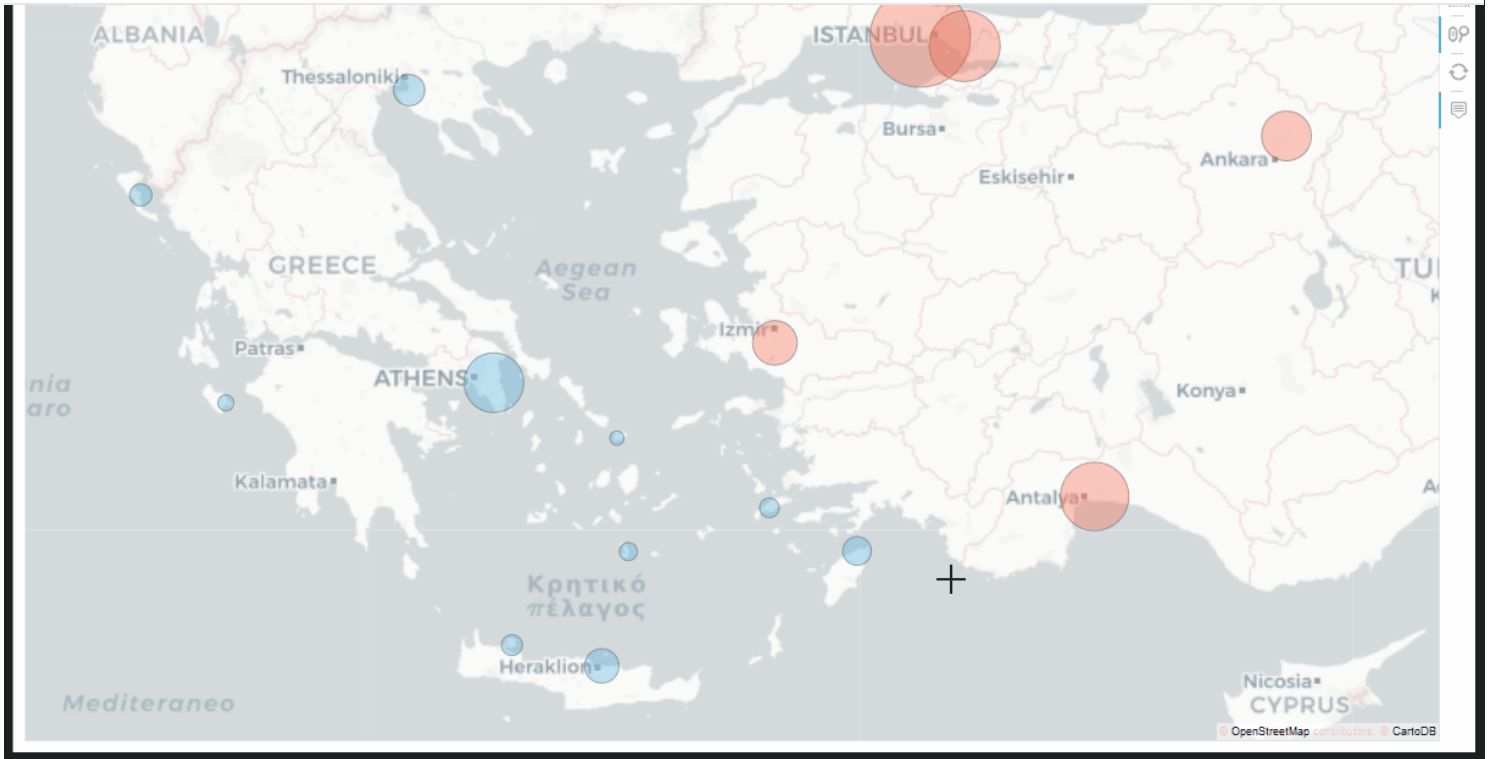 ALBANIA
ISTANBUL
Thessaloniki
Bursa
Ankara
Eskisehir
GREECE
Aegean
Sea
Izmir
Patras
ATHENS
Konya
Kalamata
Antalya
Κρητικό
πέλαγος
Heraklion
Nicosia
Mediteraneo
CYPRUS
© OpenStreetMap contributors, © CartoDB